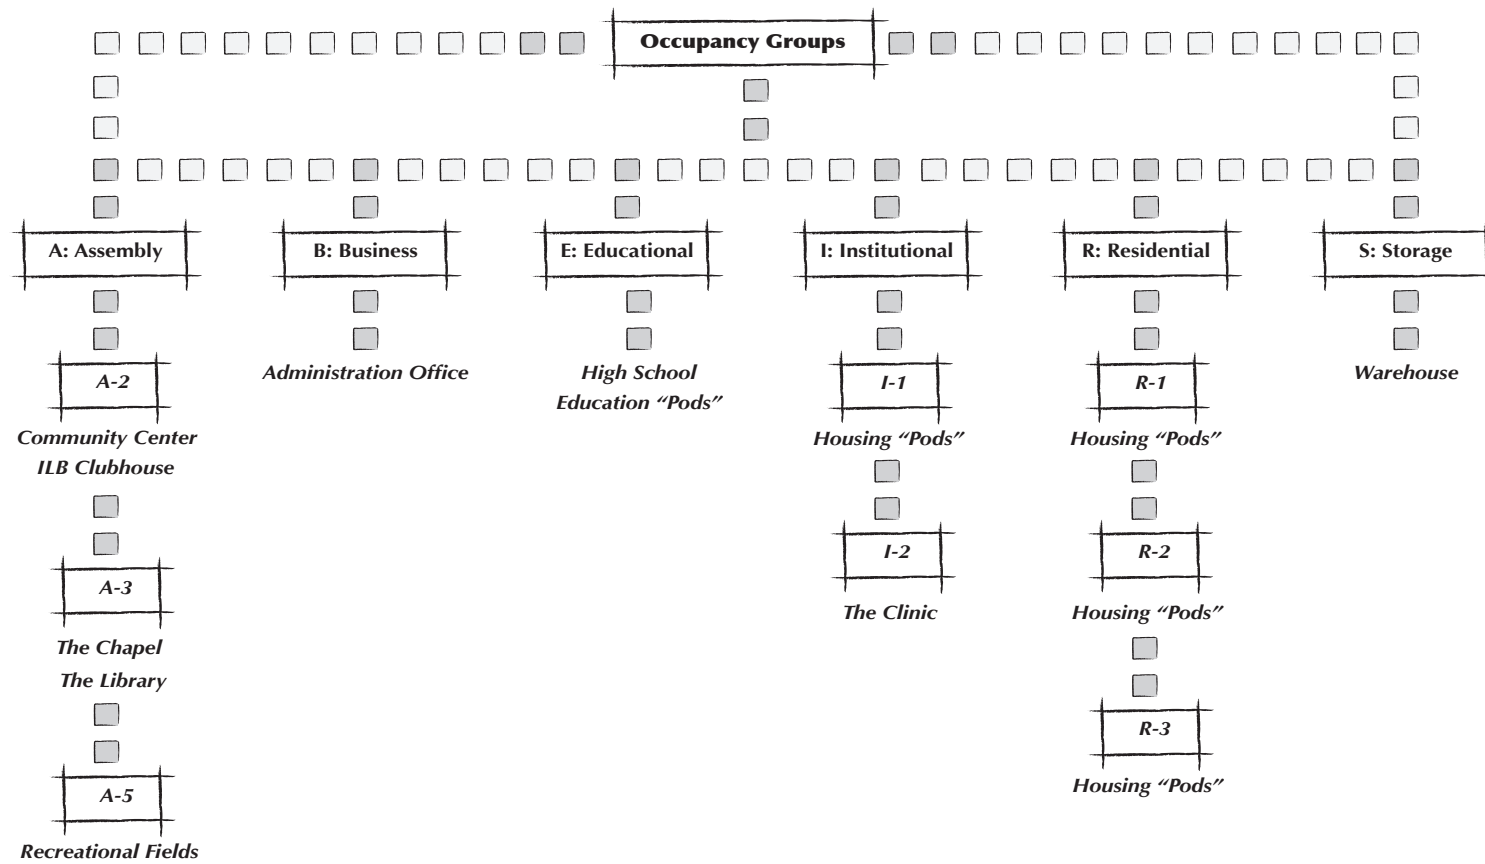 Occupancy Groups
A: Assembly
B: Business
E: Educational
I: Institutional
R: Residential
S: Storage
A-2
Community Center
ILB Clubhouse
A-3
The Chapel
The Library
A-5
Recreational Fields
Administration Office
High School
Education “Pods”
I-1
Housing “Pods”
I-2
The Clinic
R-1
Housing “Pods”
R-2
Housing “Pods”
R-3
Housing “Pods”
Warehouse